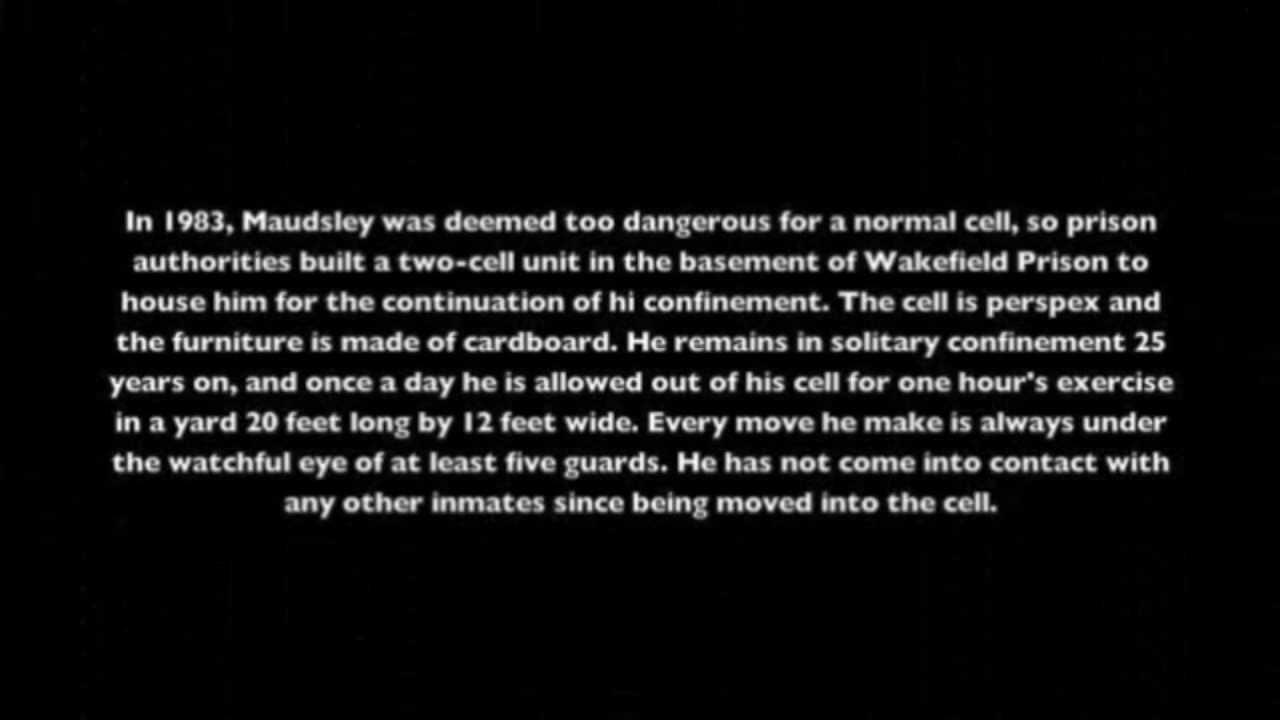 In 1983, Maudsley was deemed too dangerous for a normal cell, so prison
authorities built a two-cell unit in the basement of Wakefield Prison to
house him for the continuation of hi confinement. The cell is perspex and
the furniture is made of cardboard. He remains in solitary confinement 25
years on, and once a day he is allowed out of his cell for one hour's exercise
in a yard 20 feet long by 12 feet wide. Every move he make is always under
the watchful eye of at least five guards. He has not come into contact with
any other inmates since being moved into the cell.